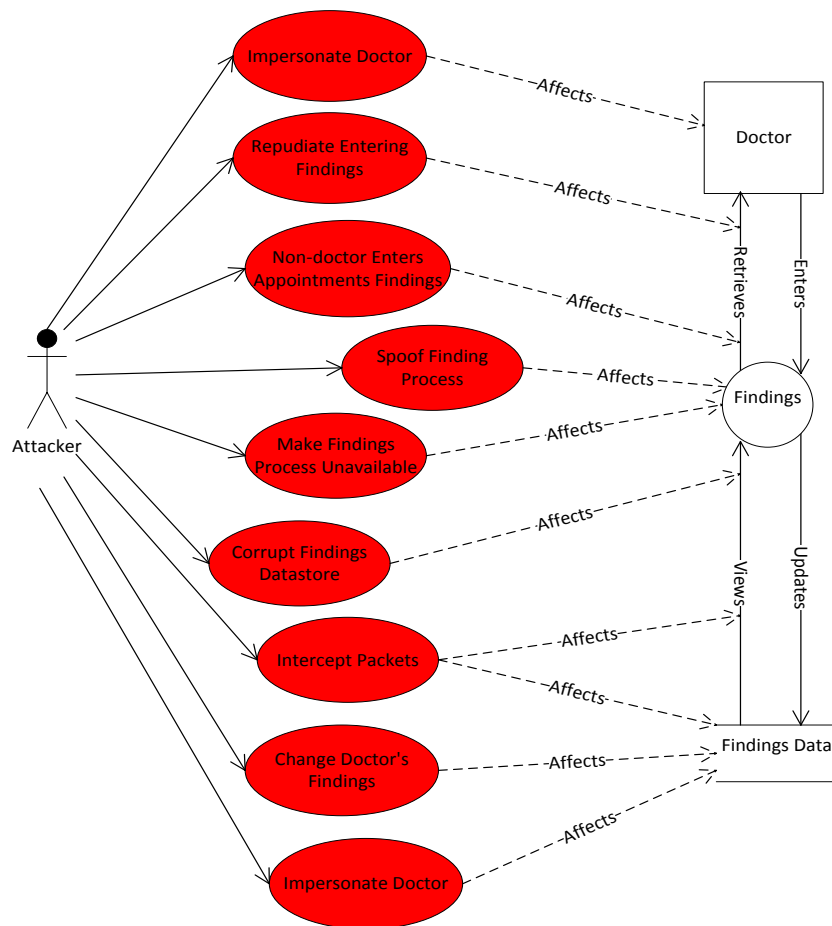 Impersonate Doctor
Affects
Doctor
Repudiate Entering
Findings
Affects
Non-doctor Enters
Appointments Findings
Affects
Retrieves
Enters
Spoof Finding
Process
Affects
Findings
Attacker
Make Findings
Process Unavailable
Affects
Corrupt Findings
Datastore
Affects
Views
Updates
Intercept Packets
Affects
Affects
Findings Data
Change Doctor's
Findings
Affects
Impersonate Doctor
Affects